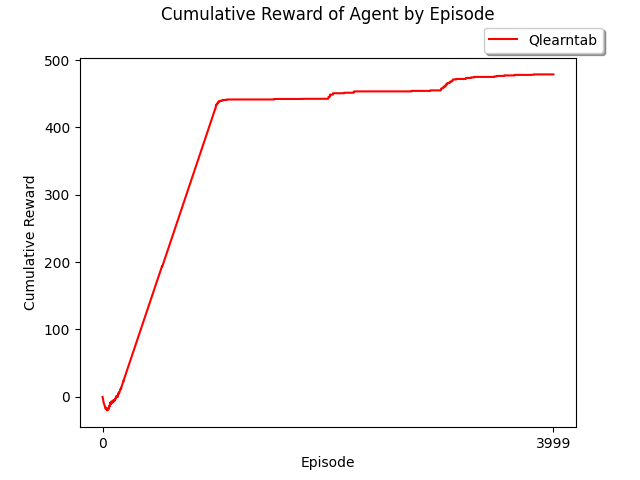 Cumulative Reward of Agent by Episode
Qlearntab
500
400
300
200
100
0
Cumulative Reward
0
3999
Episode